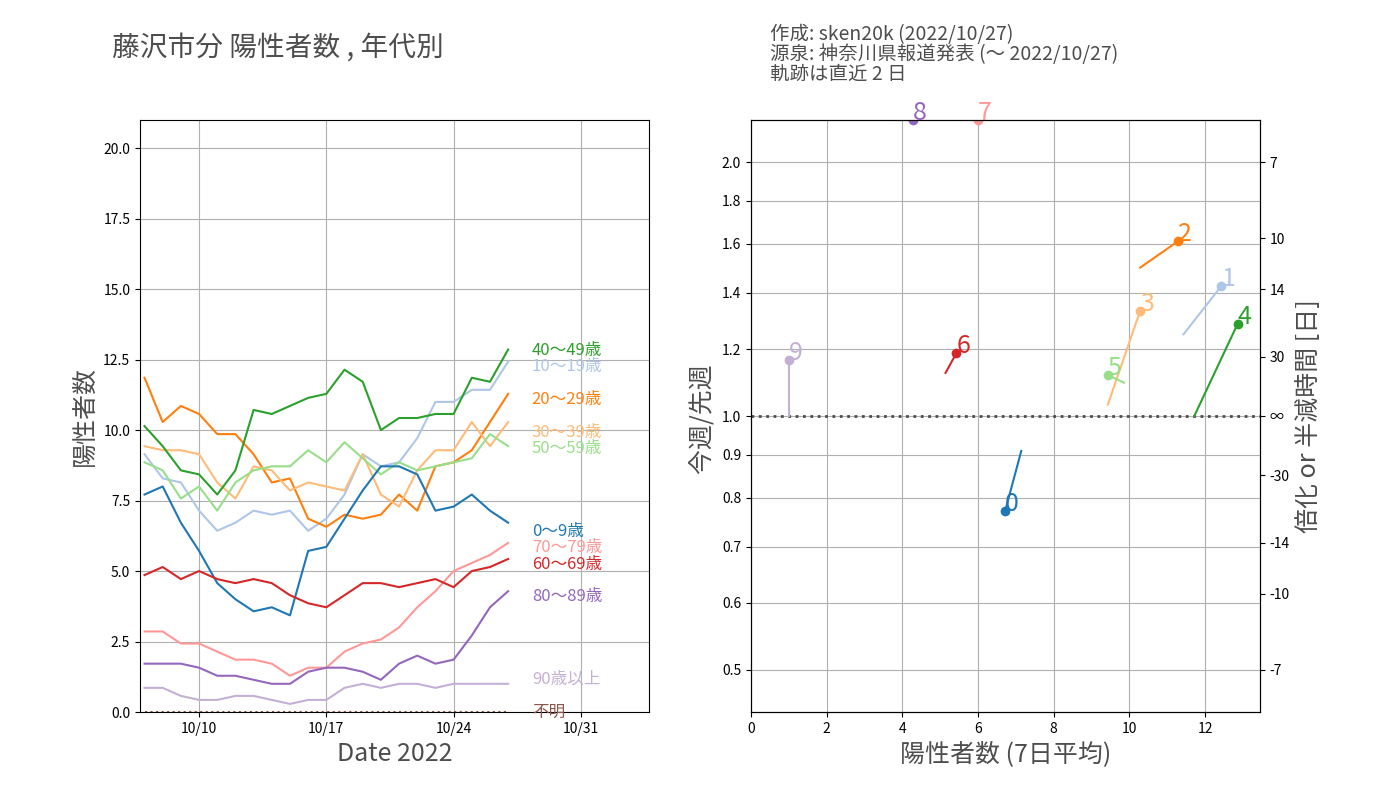 藤沢市分 陽性者数 , 年代別
作成: sken20k (2022/10/27)
源泉: 神奈川県報道発表 (〜 2022/10/27)
軌跡は直近 2 日
陽性者数
20.0
17.5
15.0
12.5
10.0
7.5
5.0
2.5
0.0
40〜49歳
10〜19歳
20〜29歳
30〜39歳
50〜59歳
0〜9歳
70〜79歳
60〜69歳
80〜89歳
90歳以上
不明
10/10 10/17 10/24 10/31
Date 2022
今週/先週
2.0
1.8
1.6
1.4
1.2
1.0
0.9
0.8
0.7
0.6
0.5
8 7
2
1
3
4
6
9
5
0
7
10
14
30
∞
-30
-14
-10
-7
倍化 or 半減時間 [日]
0 2 4 6 8 10 12
陽性者数 (7日平均)